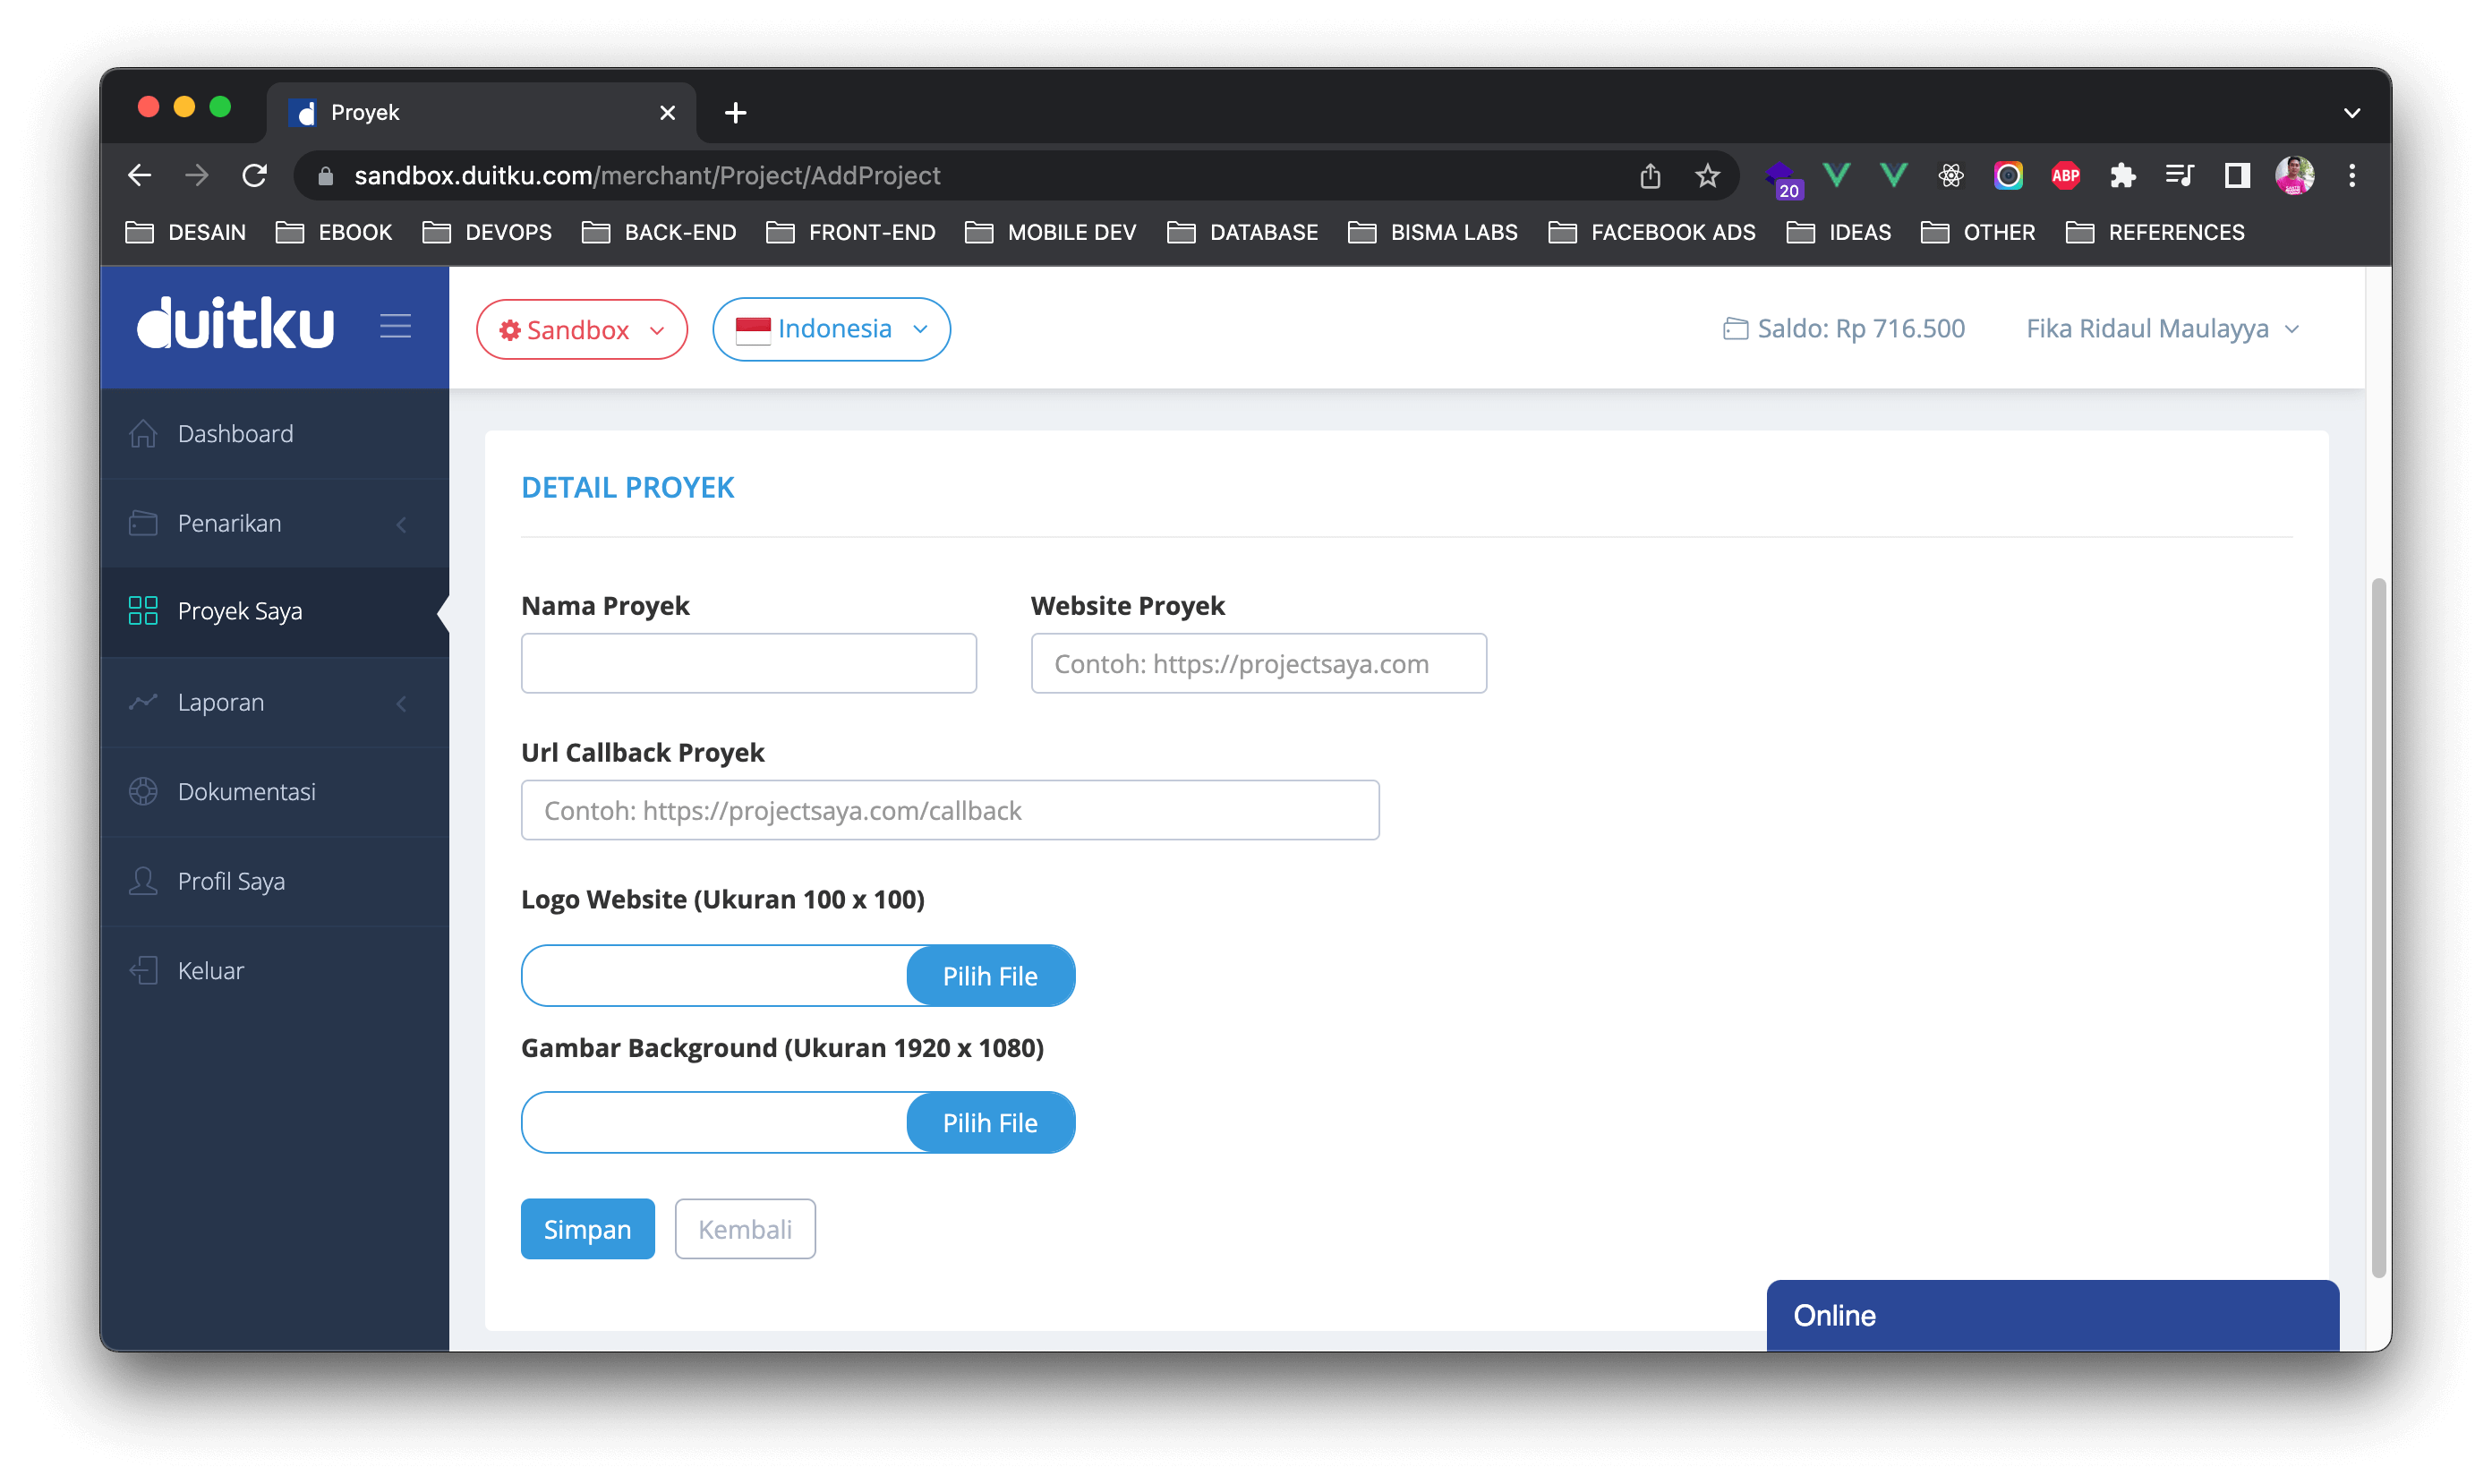 Proyek
sandbox.duitku.com/merchant/Project/AddProject
20
ABP
DESAIN EBOOK DEVOPS BACK-END FRONT-END MOBILE DEV DATABASE BISMA LABS FACEBOOK ADS IDEAS OTHER REFERENCES
duitku
Sandbox
Indonesia
Saldo: Rp 716.500
Fika Ridaul Maulayya
Dashboard
Penarikan
Proyek Saya
Laporan
Dokumentasi
Profil Saya
Keluar
DETAIL PROYEK
Nama Proyek
Website Proyek
Contoh: https://projectsaya.com
Url Callback Proyek
Contoh: https://projectsaya.com/callback
Logo Website (Ukuran 100 x 100)
Pilih File
Gambar Background (Ukuran 1920 x 1080)
Pilih File
Simpan
Kembali
Online